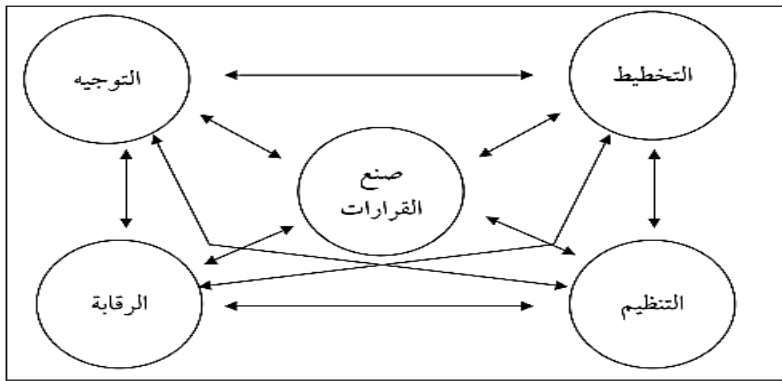 التخطيط
التوجيه
صنع
القرارات
التنظيم
الرقابة